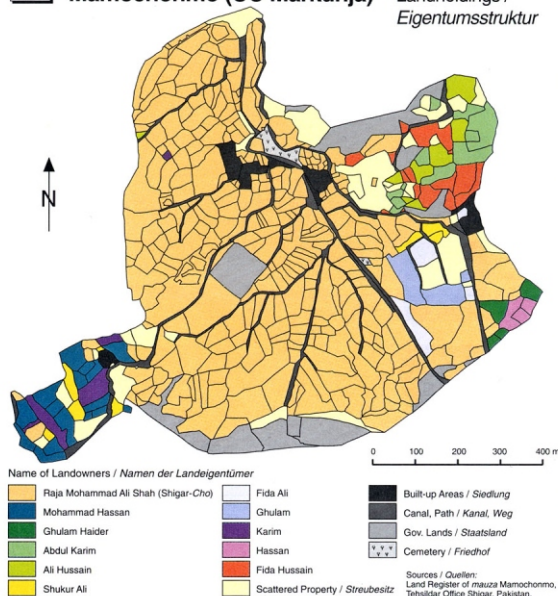 Landholdings /
Eigentumsstruktur
N
0 100 200 400 m
Name of Landowners / Namen der Landeigentümer
Raja Mohammad Ali Shah (Shigar-Cho)
Mohammad Hassan
Ghulam Haider
Abdul Karim
Ali Hussain
Shukur Ali
Fida Ali
Ghulam
Karim
Hassan
Fida Hussain
Scattered Property / Streubesitz
Built-up Areas / Siedlung
Canal, Path / Kanal, Weg
Gov. Lands / Staatsland
Cemetery / Friedhof
Sources / Quellen:
Land Register of mauza Mamochonmo,
Tehsildar Office Shigar, Pakistan.